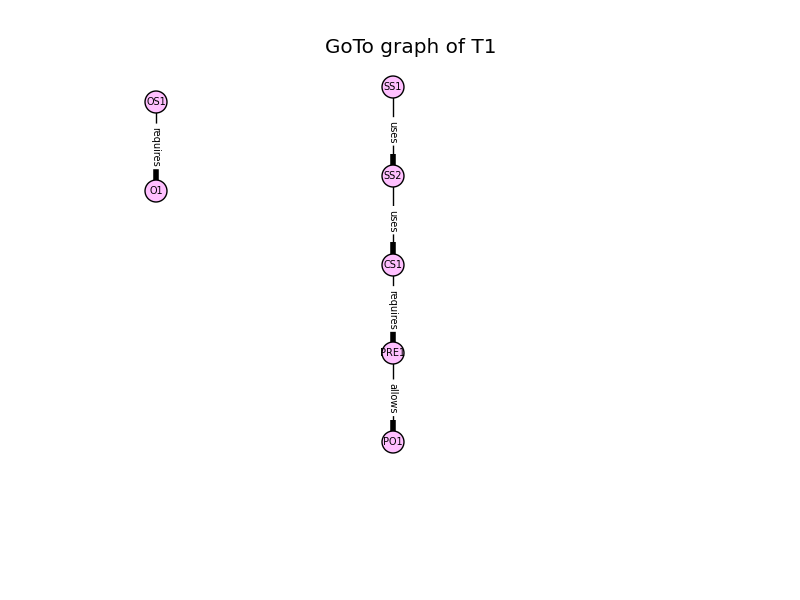 GoTo graph of T1
OS1
requires
O1
SS1
uses
SS2
uses
CS1
requires
PRE1
allows
PO1